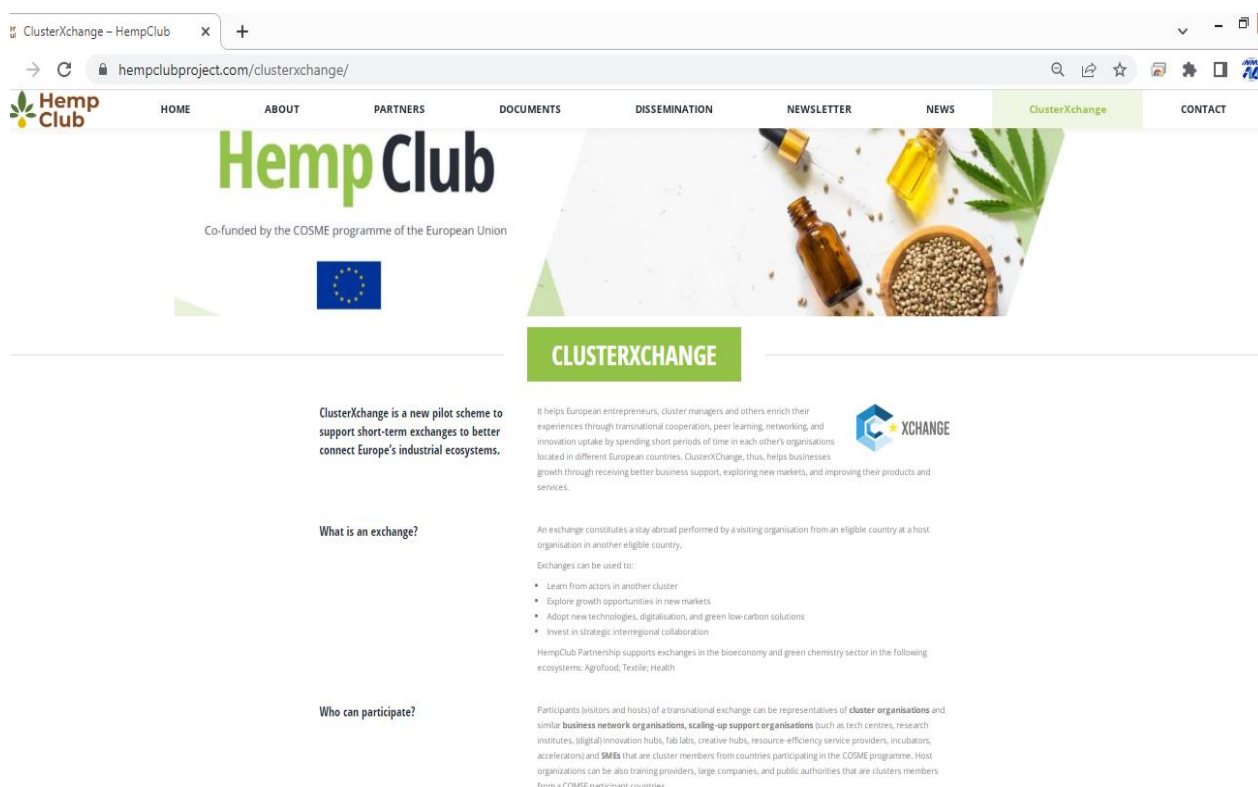 ClusterXchange – HempClub
hempclubproject.com/clusterxchange/
Hemp
Club
HOME ABOUT PARTNERS DOCUMENTS DISSEMINATION NEWSLETTER NEWS ClusterXchange CONTACT
Hemp Club
Co-funded by the COSME programme of the European Union
CLUSTERXCHANGE
ClusterXchange is a new pilot scheme to
support short-term exchanges to better
connect Europe's industrial ecosystems.
It helps European entrepreneurs, cluster managers and others enrich their
experiences through transnational cooperation, peer learning, networking, and
innovation uptake by spending short periods of time in each other's organisations
located in different European countries. ClusterXChange, thus, helps businesses
growth through receiving better business support, exploring new markets, and improving their products and
services.
XCHANGE
What is an exchange?
An exchange constitutes a stay abroad performed by a visiting organisation from an eligible country at a host
organisation in another eligible country.
Exchanges can be used to:
▪ Learn from actors in another cluster
▪ Explore growth opportunities in new markets
▪ Adopt new technologies, digitalisation, and green low-carbon solutions
▪ Invest in strategic interregional collaboration
HempClub Partnership supports exchanges in the bioeconomy and green chemistry sector in the following
ecosystems: Agrofood; Textile; Health
Who can participate?
Participants (visitors and hosts) of a transnational exchange can be representatives of cluster organisations and
similar business network organisations, scaling-up support organisations (such as tech centres, research
institutes, (digital) innovation hubs, fab labs, creative hubs, resource-efficiency service providers, incubators,
accelerators) and SMEs that are cluster members from countries participating in the COSME programme. Host
organizations can be also training providers, large companies, and public authorities that are clusters members
from a COMSE participant countries.